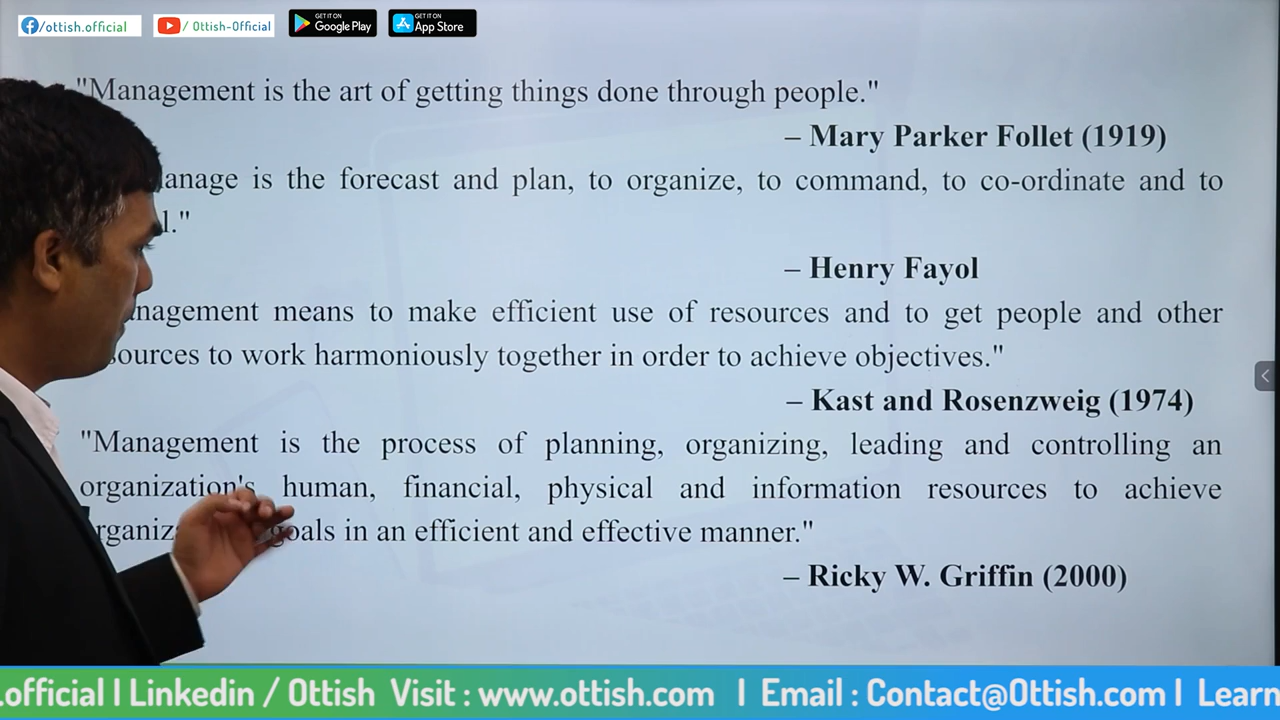 /ottish.official
/ Ottish-Official
GET IT ON
Google Play
GET IT ON
App Store
"Management is the art of getting things done through people."
– Mary Parker Follet (1919)
anage is the forecast and plan, to organize, to command, to co-ordinate and to
l."
– Henry Fayol
nagement means to make efficient use of resources and to get people and other
sources to work harmoniously together in order to achieve objectives."
– Kast and Rosenzweig (1974)
"Management is the process of planning, organizing, leading and controlling an
organization's human, financial, physical and information resources to achieve
goals in an efficient and effective manner."
– Ricky W. Griffin (2000)
.official I Linkedin / Ottish Visit : www.ottish.com I Email : Contact@Ottish.com I Learn